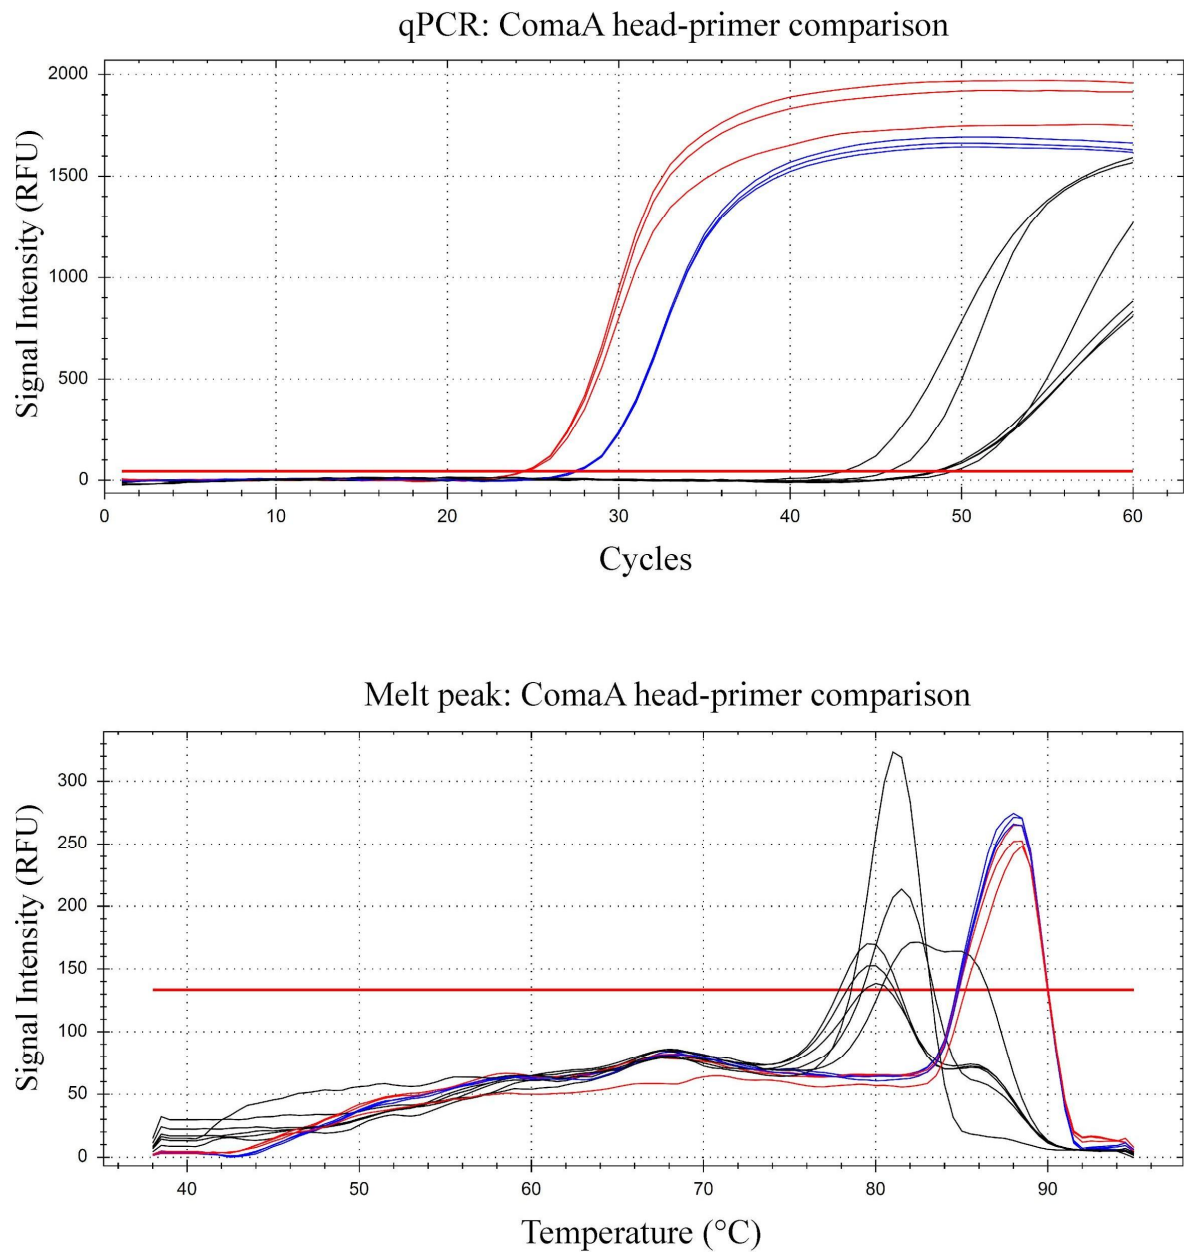 qPCR: ComaA head-primer comparison
2000
1500
1000
500
0
Signal Intensity (RFU)
0 10 20 30 40 50 60
Cycles
Melt peak: ComaA head-primer comparison
300
250
200
150
100
50
0
Signal Intensity (RFU)
40 50 60 70 80 90
Temperature (°C)